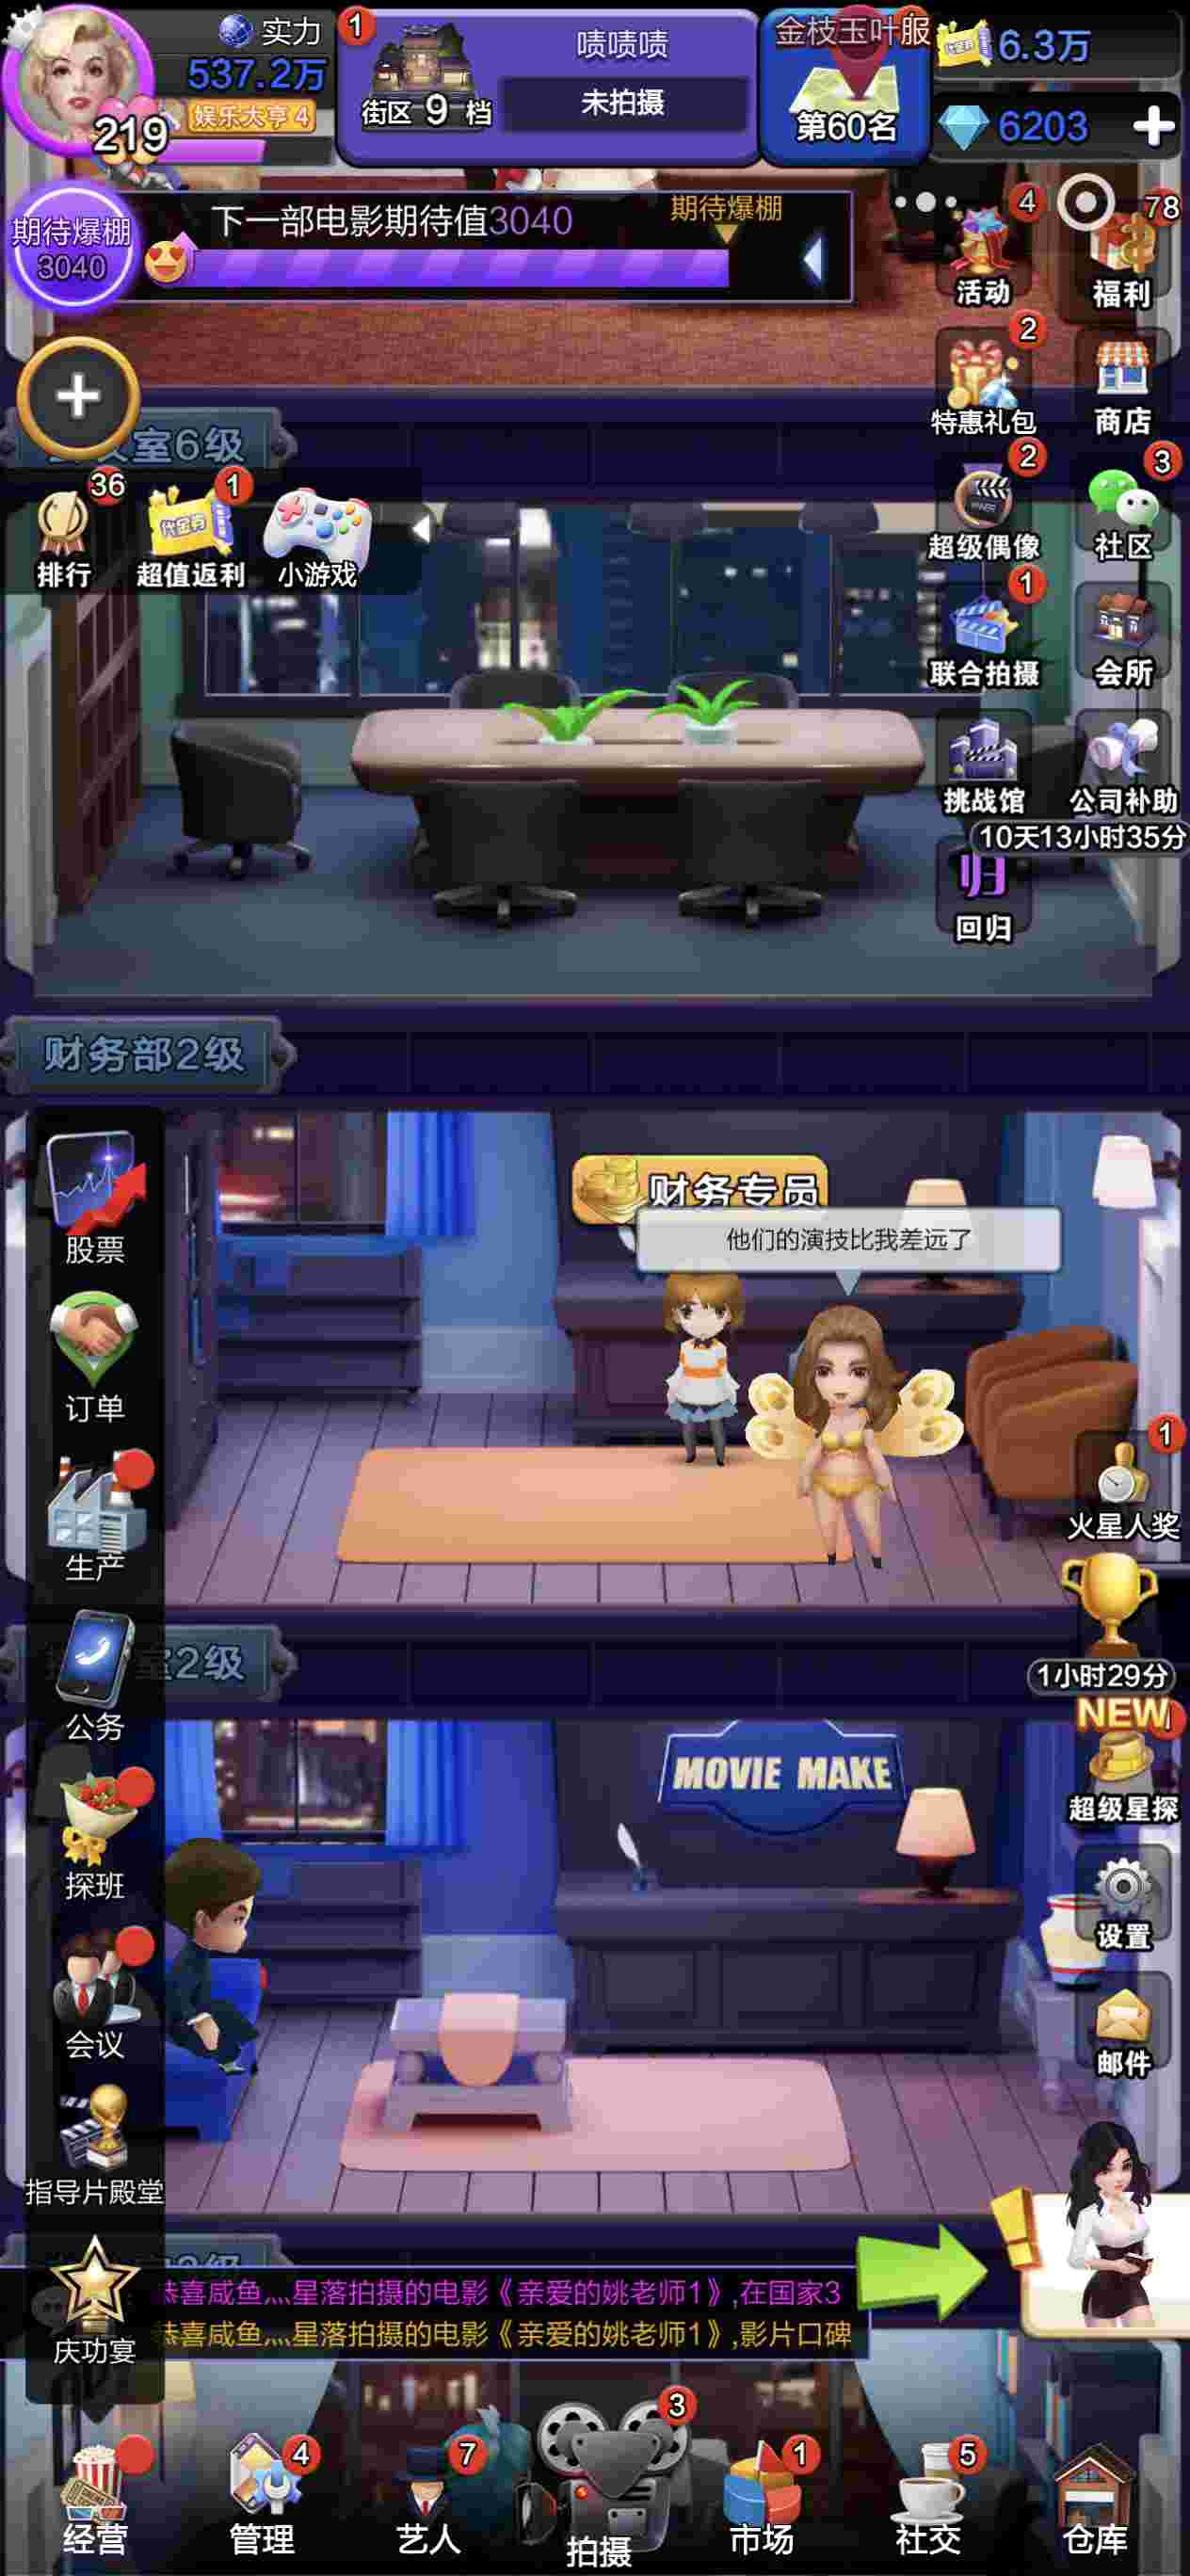 实力
537.2万
娱乐大亨 4
219
1
街区 9 档
啧啧啧
未拍摄
金枝玉叶服
第60名
6.3万
6203
期待爆棚
3040
下一部电影期待值3040
期待爆棚
4
活动
78
福利
2
特惠礼包
商店
室6级
36
排行
1
代金券
超值返利
小游戏
2
超级偶像
3
社区
1
联合拍摄
会所
挑战馆
公司补助
10天13小时35分
归
回归
财务部2级
股票
财务专员
他们的演技比我差远了
订单
1
火星人奖
生产
1小时29分
室2级
公务
NEW
超级星探
MOVIE MAKE
探班
设置
会议
邮件
指导片殿堂
恭喜咸鱼灬星落拍摄的电影《亲爱的姚老师1》,在国家3
恭喜咸鱼灬星落拍摄的电影《亲爱的姚老师1》,影片口碑
庆功宴
经营
4
管理
7
艺人
3
拍摄
1
市场
5
社交
仓库